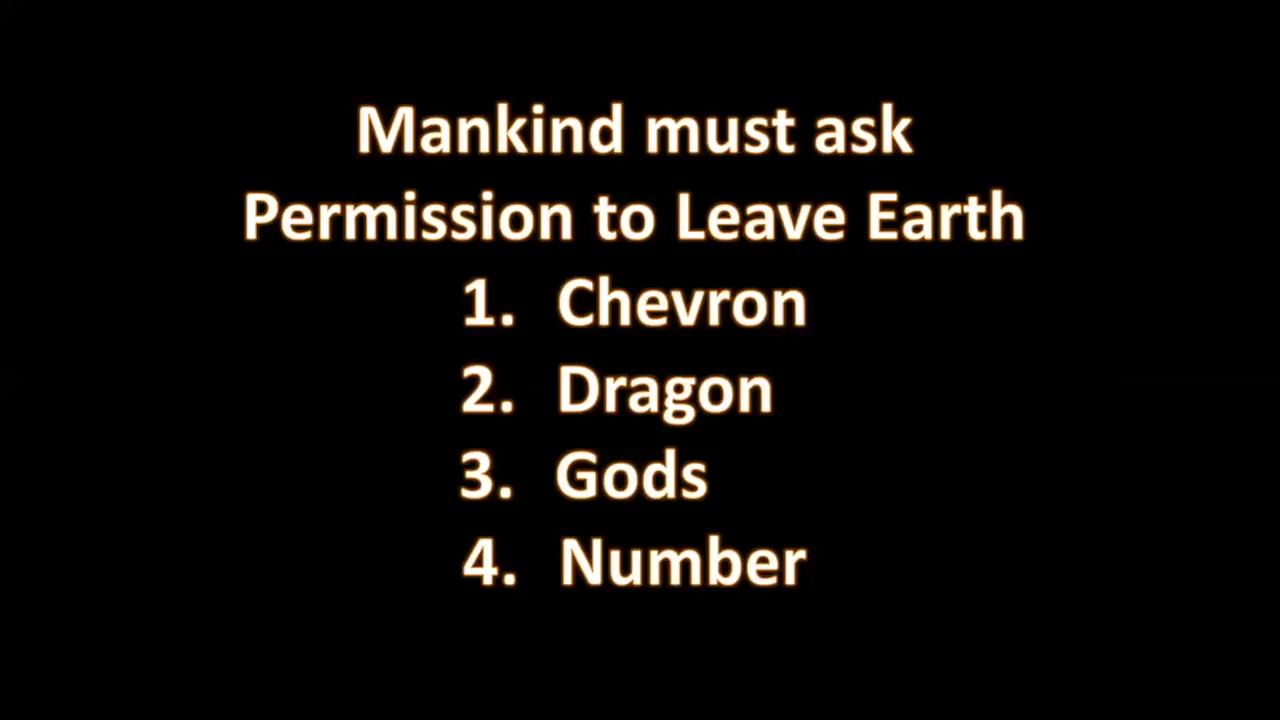 Mankind must ask
Permission to Leave Earth
1. Chevron
2. Dragon
3. Gods
4. Number